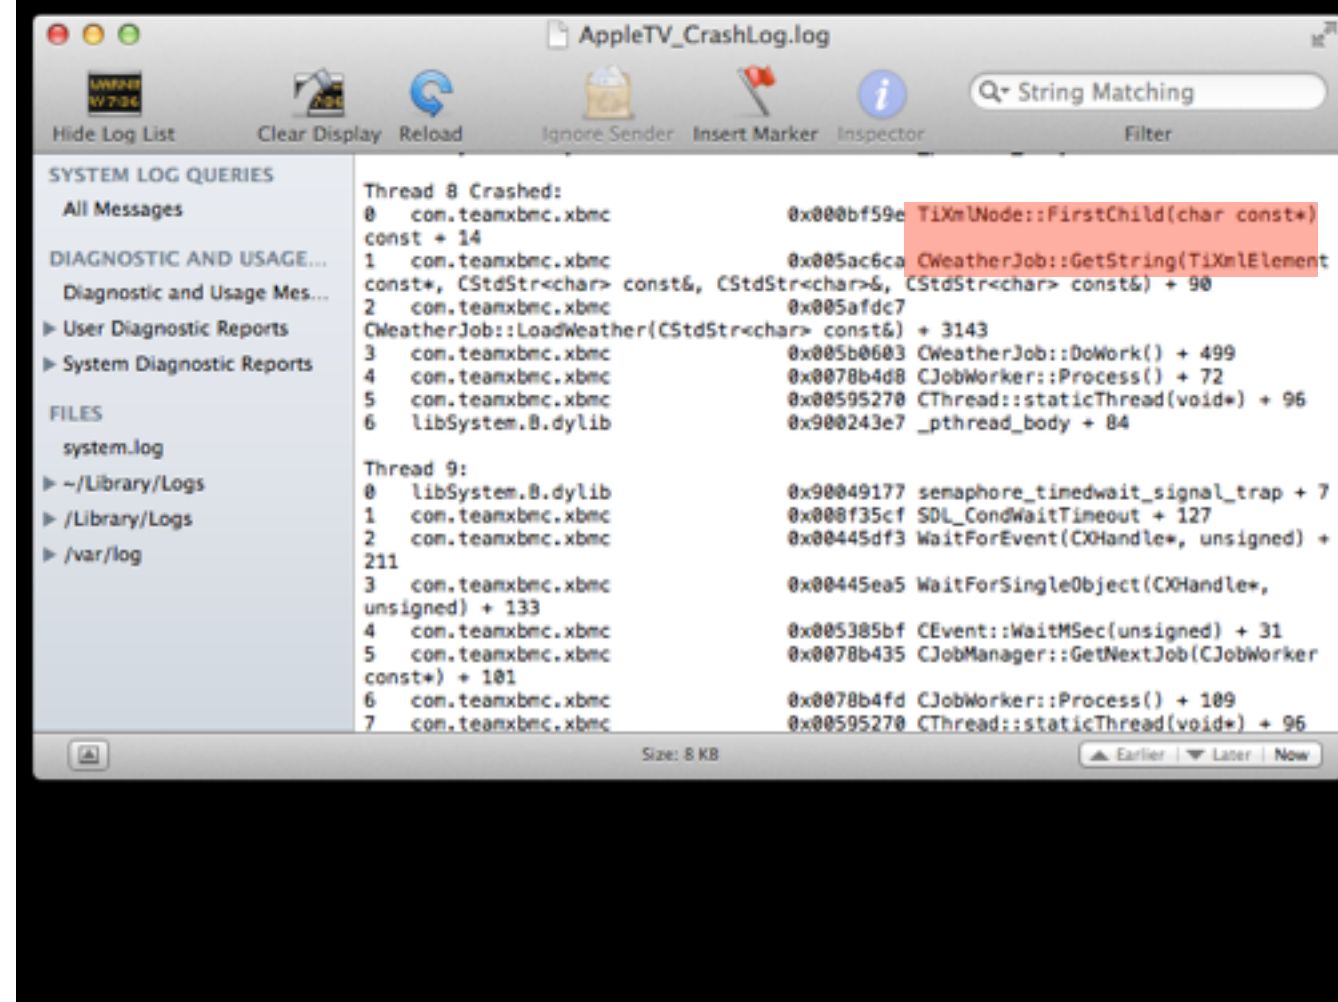 AppleTV_CrashLog.log
Hide Log List Clear Display Reload Ignore Sender Insert Marker Inspector Filter
String Matching
SYSTEM LOG QUERIES
All Messages
DIAGNOSTIC AND USAGE...
Diagnostic and Usage Mes...
User Diagnostic Reports
System Diagnostic Reports
FILES
system.log
~/Library/Logs
/Library/Logs
/var/log
Thread 8 Crashed:
0 com.teamxbmc.xbmc 0x000bf59e TiXmlNode::FirstChild(char const*)
const + 14
1 com.teamxbmc.xbmc 0x005ac6ca CWeatherJob::GetString(TiXmlElement
const*, CStdStr<char> const&, CStdStr<char>&, CStdStr<char> const&) + 90
2 com.teamxbmc.xbmc 0x005afdc7
CWeatherJob::LoadWeather(CStdStr<char> const&) + 3143
3 com.teamxbmc.xbmc 0x005b0603 CWeatherJob::DoWork() + 499
4 com.teamxbmc.xbmc 0x0078b4d8 CJobWorker::Process() + 72
5 com.teamxbmc.xbmc 0x00595270 CThread::staticThread(void*) + 96
6 libSystem.B.dylib 0x900243e7 _pthread_body + 84
Thread 9:
0 libSystem.B.dylib 0x90049177 semaphore_timedwait_signal_trap + 7
1 com.teamxbmc.xbmc 0x008f35cf SDL_CondWaitTimeout + 127
2 com.teamxbmc.xbmc 0x00445df3 WaitForEvent(CXHandle*, unsigned) +
211
3 com.teamxbmc.xbmc 0x00445ea5 WaitForSingleObject(CXHandle*,
unsigned) + 133
4 com.teamxbmc.xbmc 0x005385bf CEvent::WaitMSec(unsigned) + 31
5 com.teamxbmc.xbmc 0x0078b435 CJobManager::GetNextJob(CJobWorker
const*) + 101
6 com.teamxbmc.xbmc 0x0078b4fd CJobWorker::Process() + 109
7 com.teamxbmc.xbmc 0x00595270 CThread::staticThread(void*) + 96
Size: 8 KB
Earlier Later Now